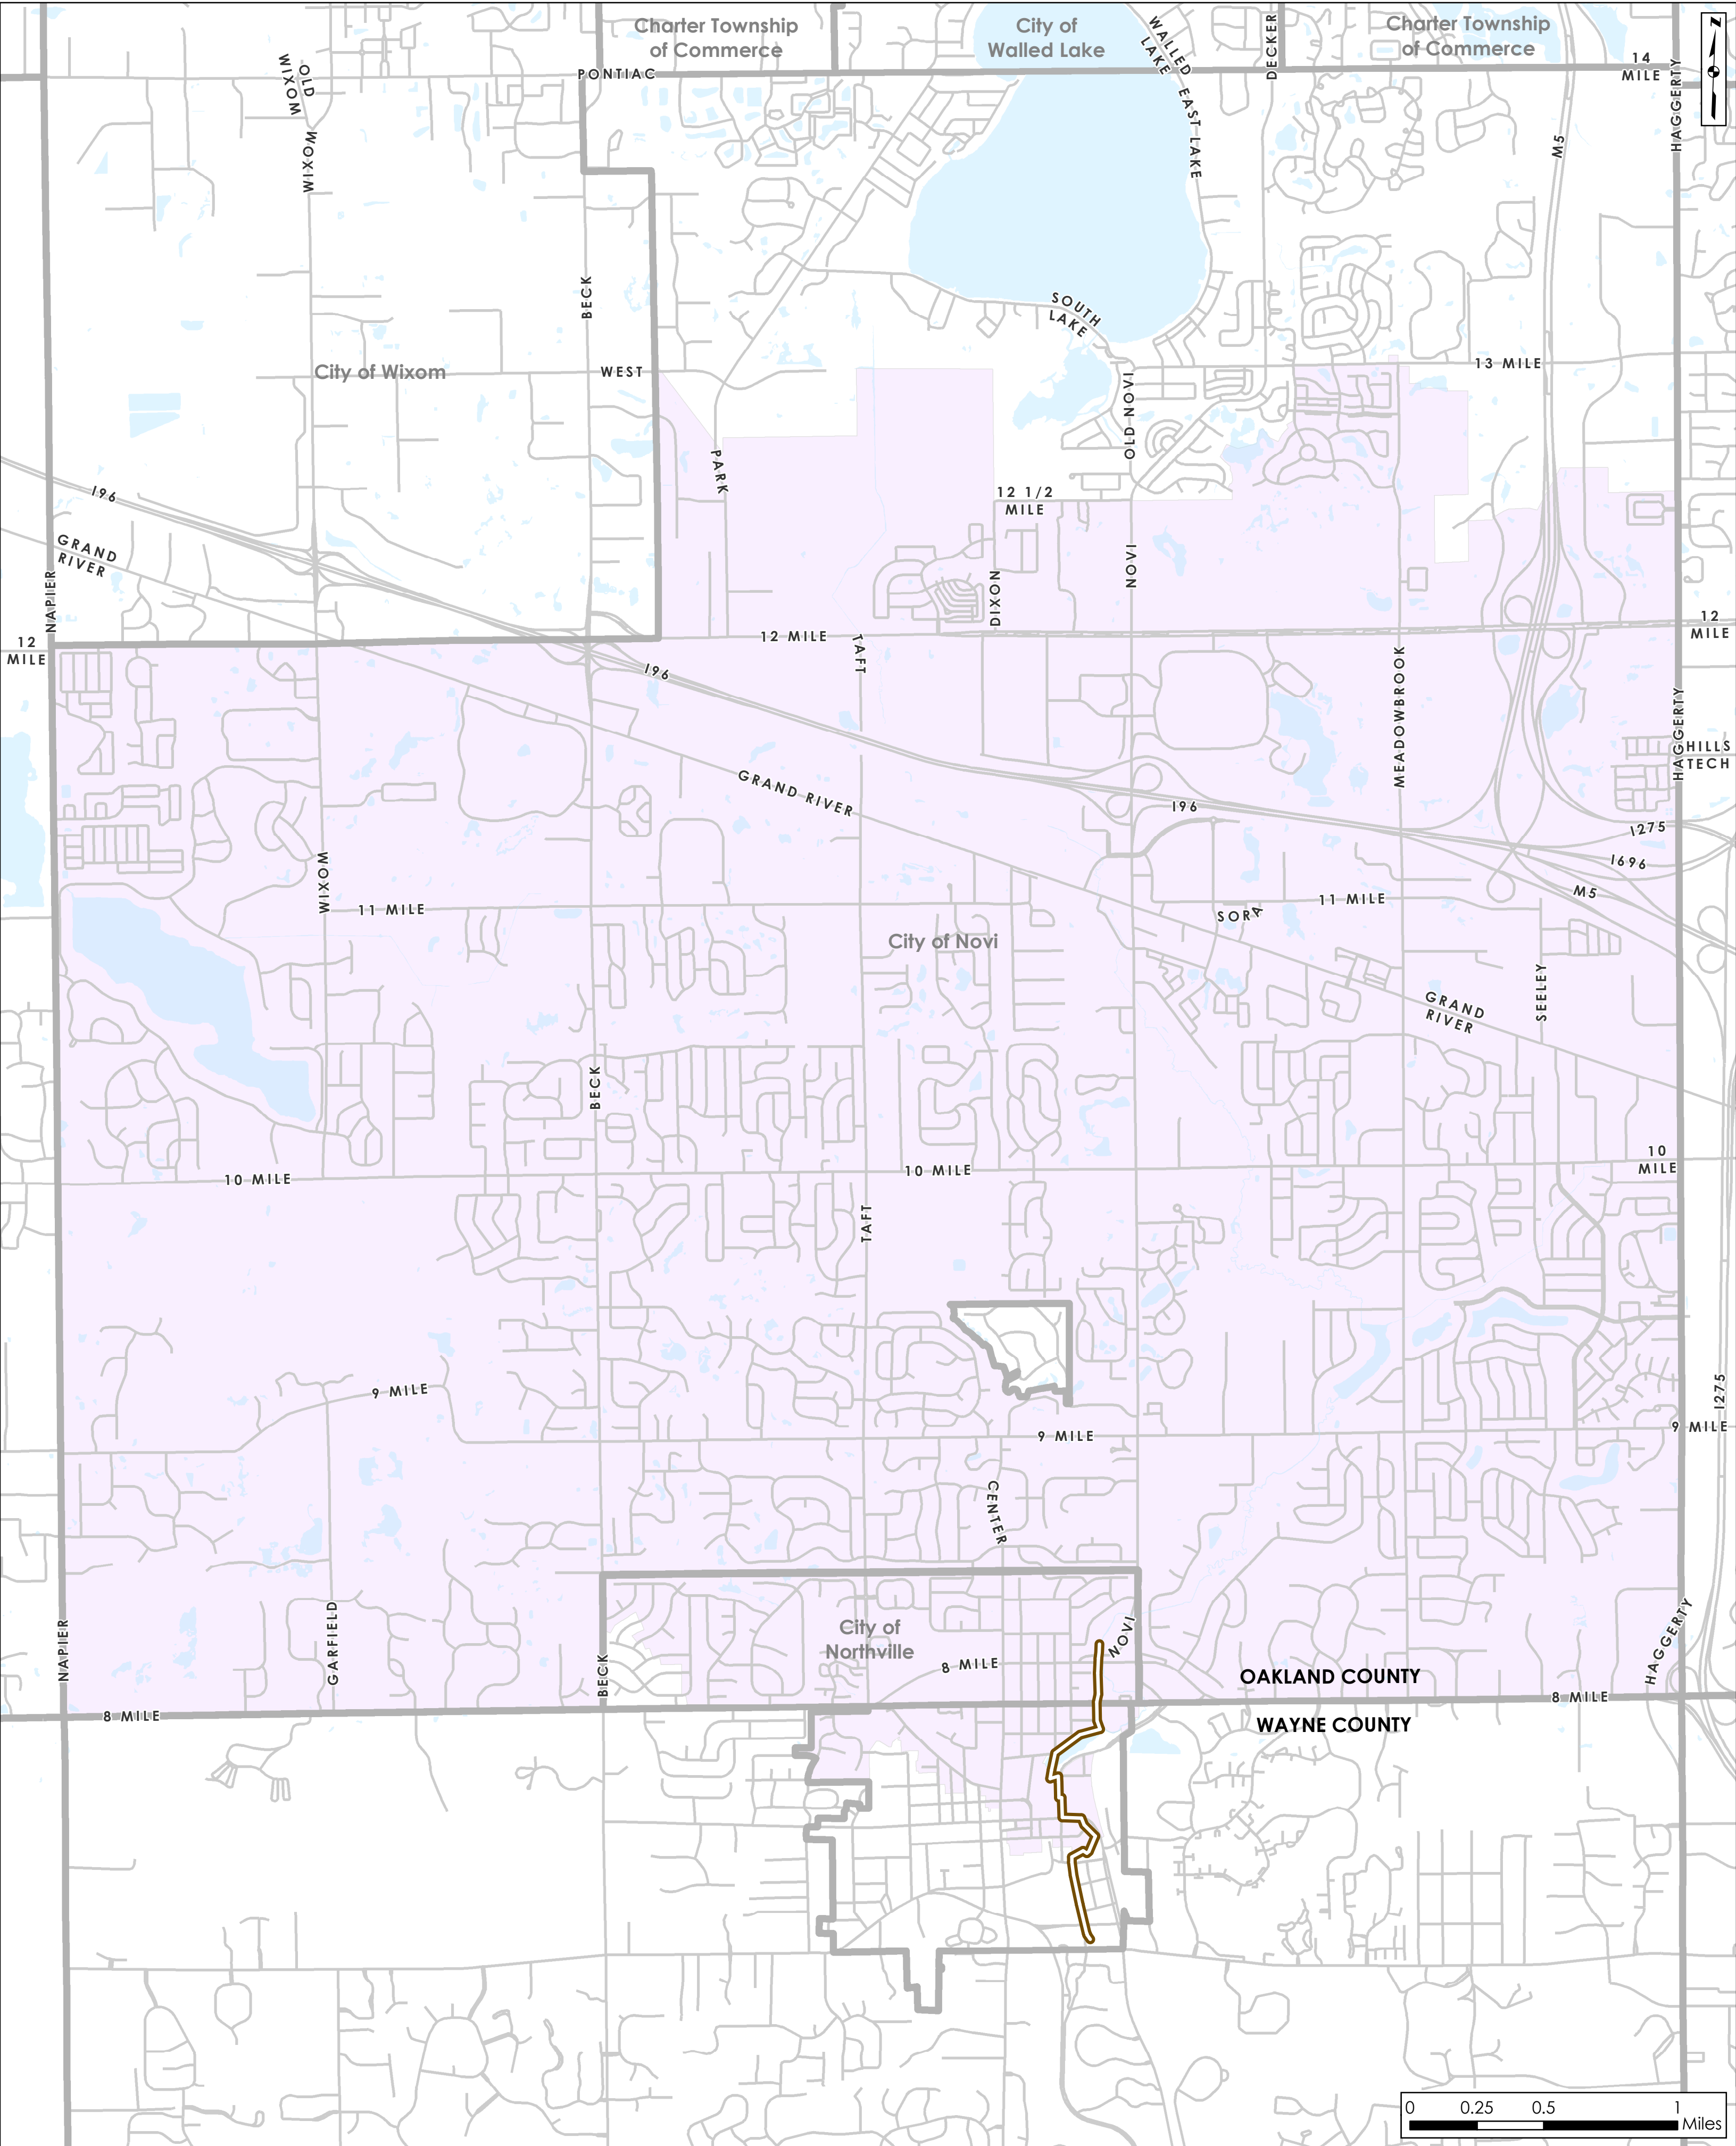 Charter Township
of Commerce
City of
Walled Lake
WALLED
LAKE
DECKER
Charter Township
of Commerce
14
MILE
Z
OLD
WIXOM
PONTIAC
HAGGERTY
EAST LAKE
WIXOM
M5
BECK
SOUTH
LAKE
City of Wixom
WEST
13 MILE
OLD NOVI
PARK
I96
12 1/2
MILE
GRAND
RIVER
NOVI
DIXON
NAPIER
12
MILE
12 MILE
TAFT
12
MILE
I96
MEADOWBROOK
HAGGERTY
HILLS
TECH
GRAND RIVER
I96
I275
I696
M5
WIXOM
11 MILE
11 MILE
SORA
City of Novi
SEELEY
GRAND
RIVER
BECK
10 MILE
10 MILE
10
MILE
TAFT
9 MILE
I275
9 MILE
9 MILE
CENTER
NAPIER
GARFIELD
BECK
City of
Northville
8 MILE
NOVI
HAGGERTY
OAKLAND COUNTY
8 MILE
8 MILE
WAYNE COUNTY
0 0.25 0.5 1
Miles